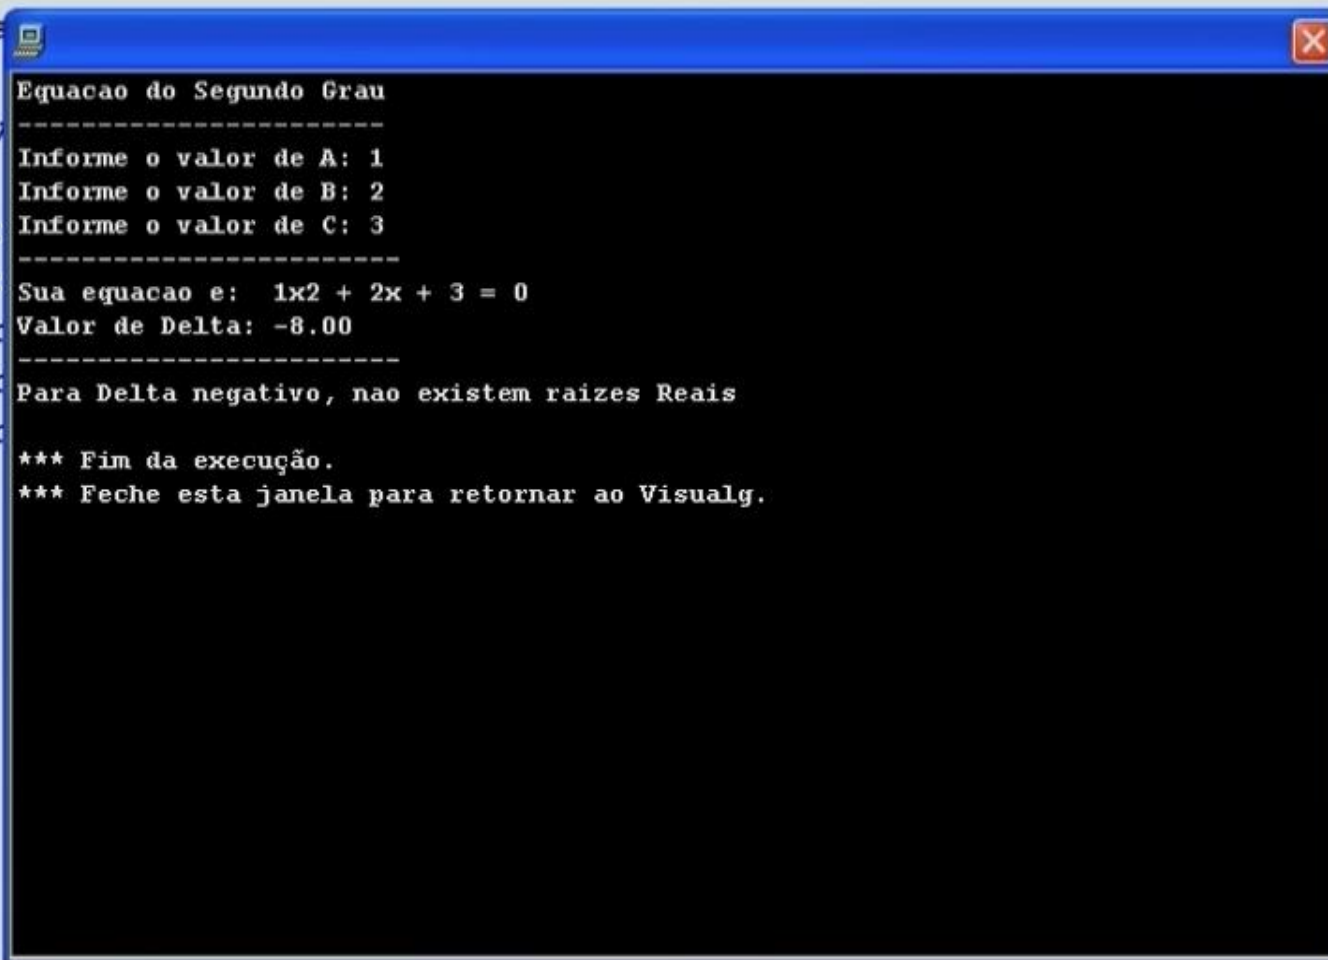 Equacao do Segundo Grau
-----------------------
Informe o valor de A: 1
Informe o valor de B: 2
Informe o valor de C: 3
------------------------
Sua equacao e:  1x2 + 2x + 3 = 0
Valor de Delta: -8.00
------------------------
Para Delta negativo, nao existem raizes Reais
*** Fim da execução.
*** Feche esta janela para retornar ao Visualg.